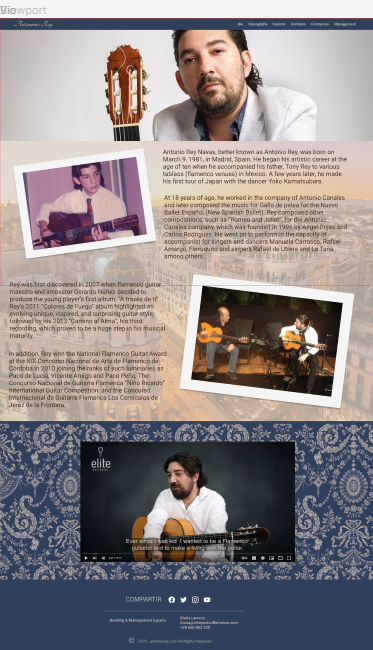 Antonio Rey
Bio Discografia Eventos Contacto Conciertos Management
Antonio Rey Navas, better known as Antonio Rey, was born on
March 9, 1981, in Madrid, Spain. He began his artistic career at the
age of ten when he accompanied his father, Tony Rey to various
tablaos (flamenco venues) in Mexico. A few years later, he made
his first tour of Japan with the dancer Yoko Komatsubara.
At 18 years of age, he worked in the company of Antonio Canales
and later composed the music for Gallo de pelea for the Nuevo
Ballet Español (New Spanish Ballet). Rey composed other
compositions, such as "Romeo and Juliet", for the Antonio
Canales company, which was founded in 1996 by Angel Rojas and
Carlos Rodriguez. He went on to perform in the capacity of
accompanist for singers and dancers Manuela Carrasco, Rafael
Amargo, Farruquito and singers Rafael de Utrera and La Tana,
among others.
Rey was first discovered in 2007 when flamenco guitar
maestro and innovator Gerardo Núñez decided to
produce the young player's first album, "A través de ti"
Rey's 2011 "Colores de Fuego" album highlighted an
evolving unique, inspired, and surprising guitar style,
followed by his 2013 "Camino al Alma", his third
recording, which proved to be a huge step in his musical
maturity.
In addition, Rey won the National Flamenco Guitar Award
at the XIX Concurso Nacional de Arte de Flamenco de
Córdoba in 2010 joining the ranks of such luminaries as
Paco de Lucía, Vicente Amigo and Paco Peña; The
Concurso Nacional de Guitarra Flamenca "Niño Ricardo"
International Guitar Competition; and the Concurso
Internacional de Guitarra Flamenca Los Cernícalos de
Jerez de la Frontera.
elite
Ever since I was kid I wanted to be a Flamenco
guitarist and to make a living with the guitar,
COMPARTIR
Booking & Management España